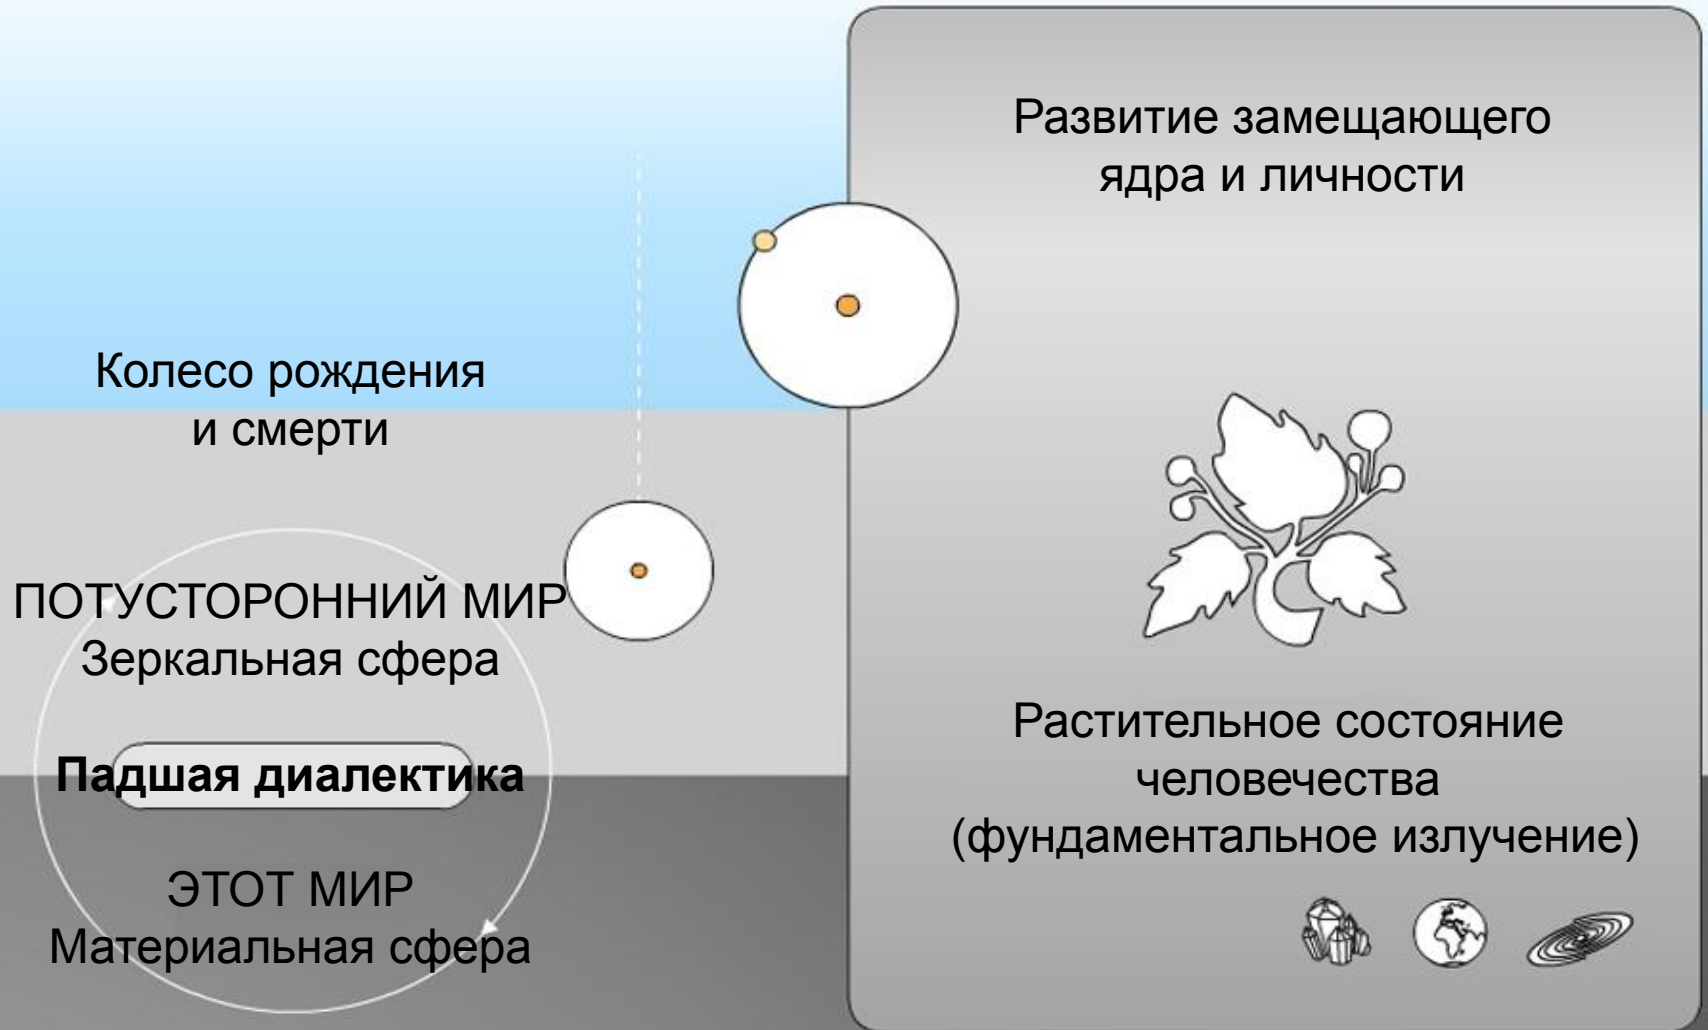 Колесо рождения
и смерти
ПОТУСТОРОННИЙ МИР
Зеркальная сфера
Падшая диалектика
ЭТОТ МИР
Материальная сфера
Развитие замещающего
ядра и личности
Растительное состояние
человечества
(фундаментальное излучение)